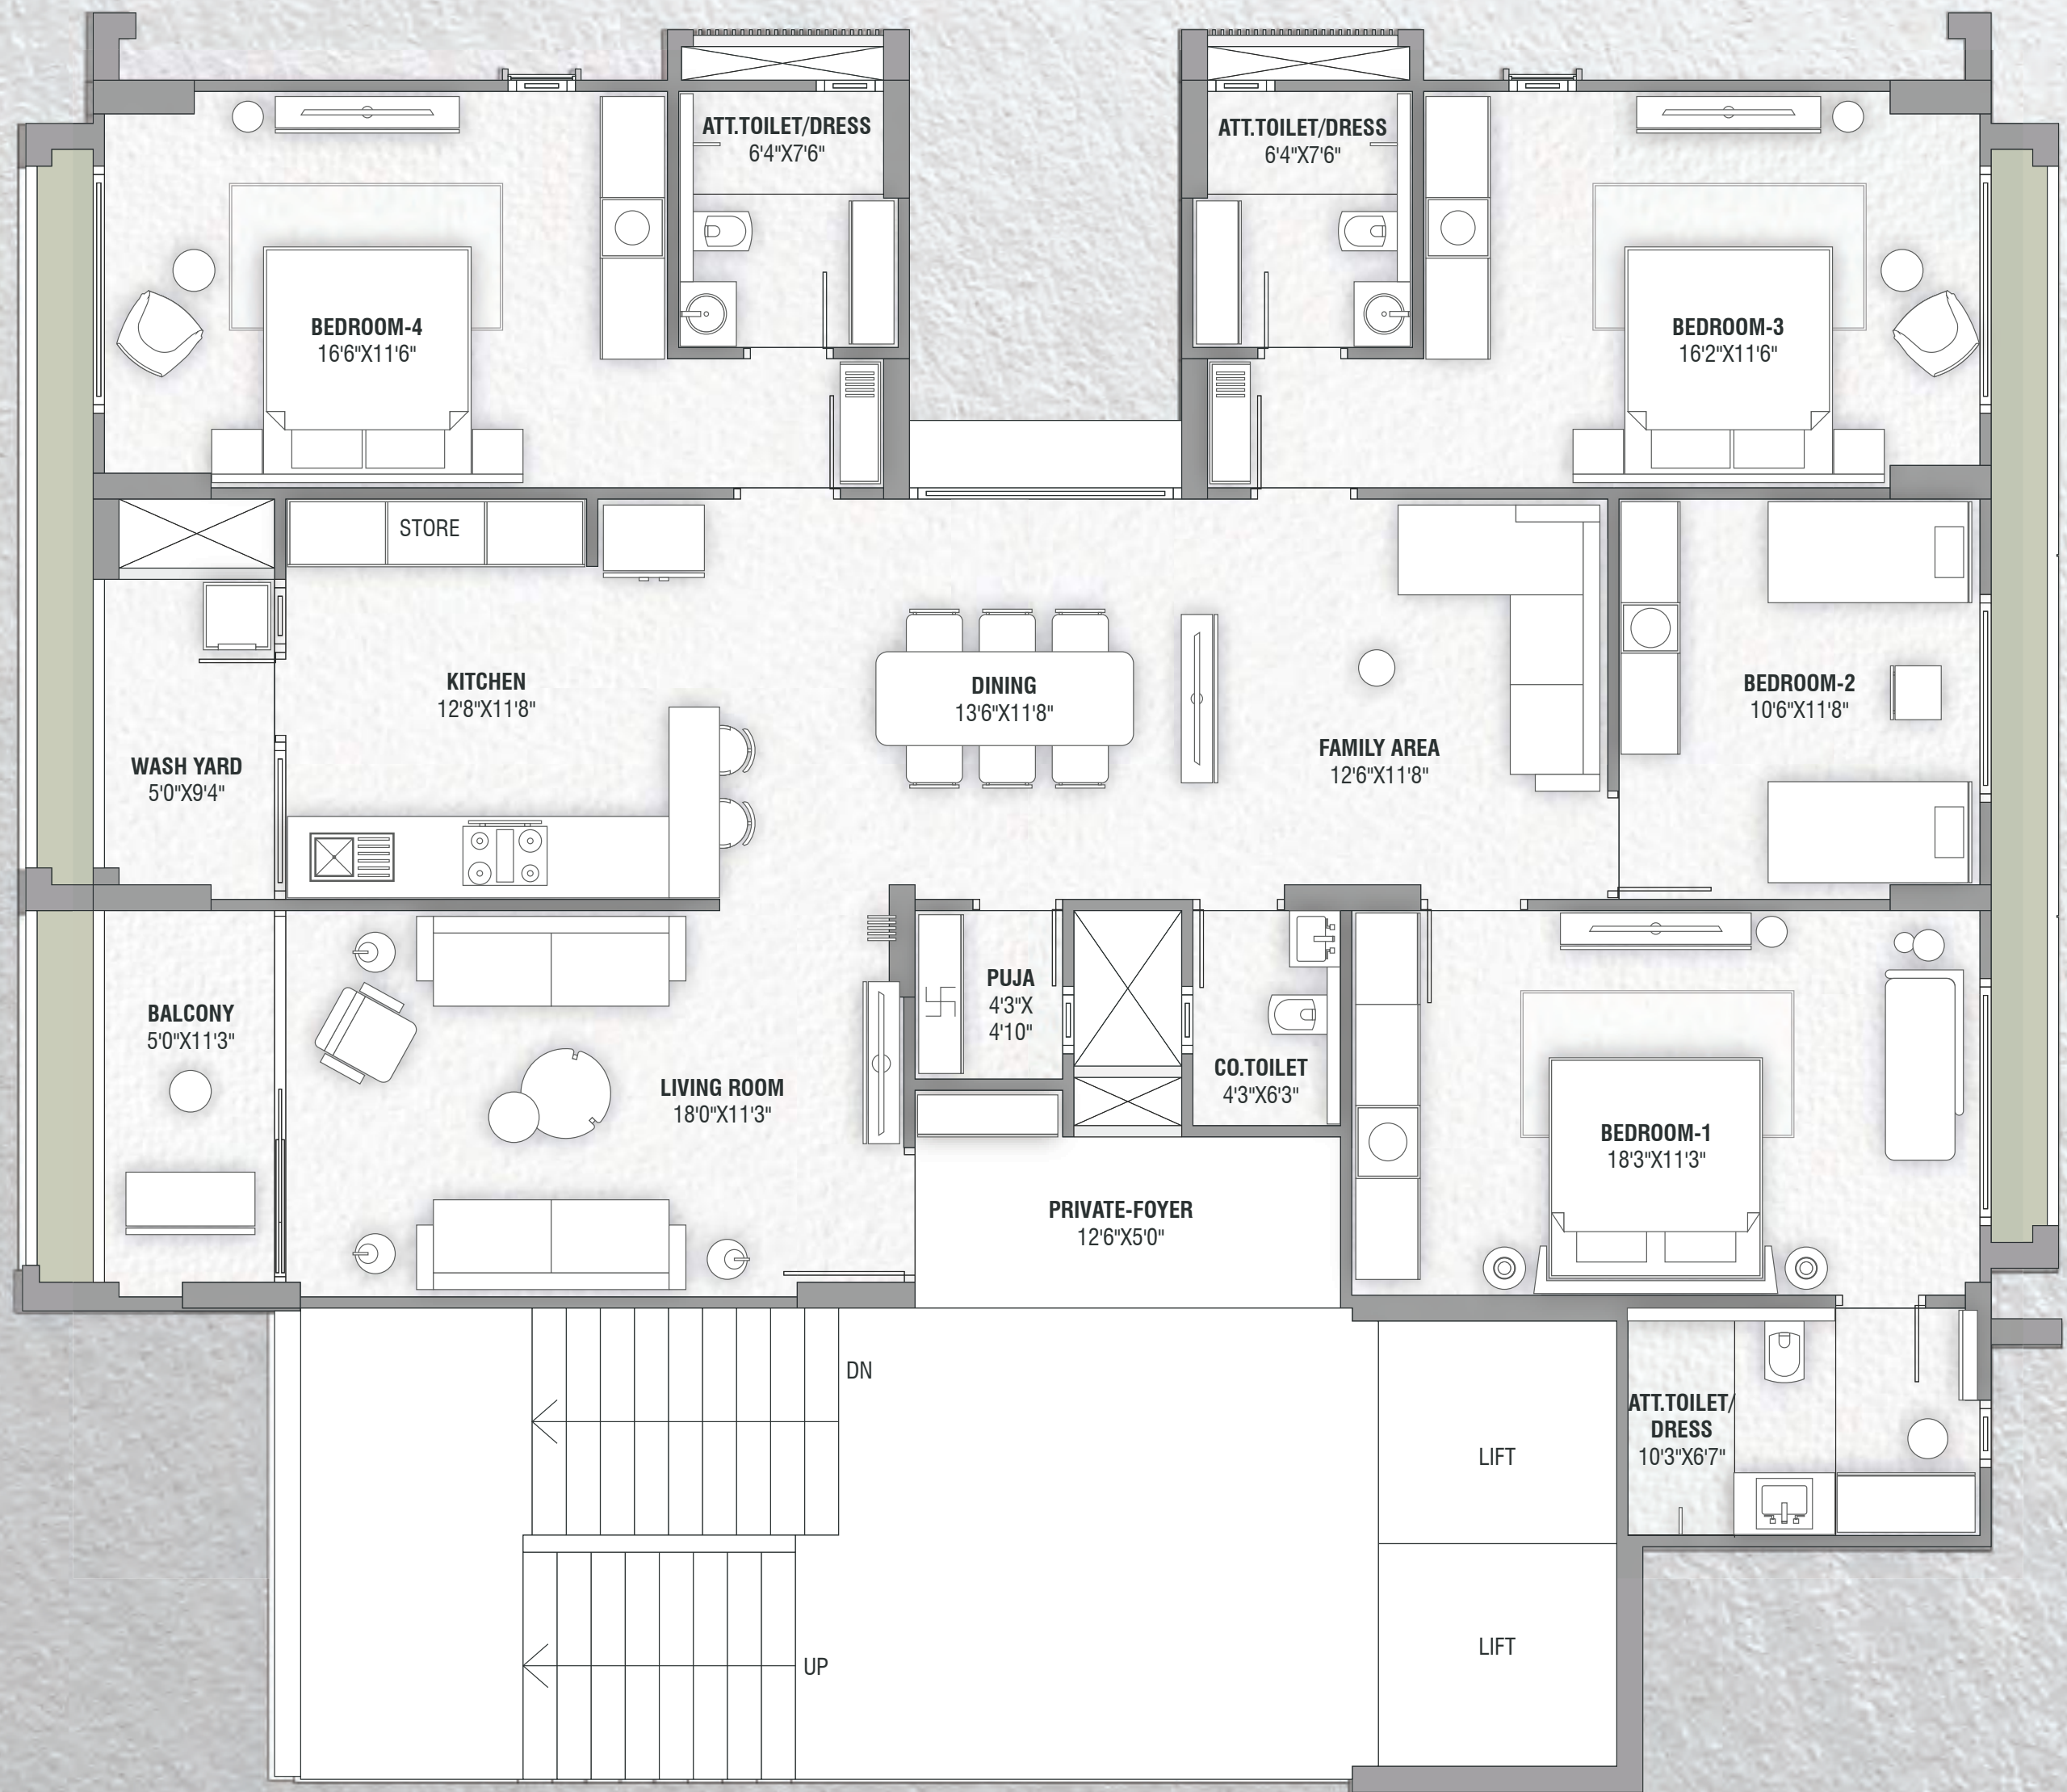 ATT.TOILET/DRESS
6'4"X7'6"
ATT.TOILET/DRESS
6'4"X7'6"
BEDROOM-4
16'6"X11'6"
BEDROOM-3
16'2"X11'6"
STORE
KITCHEN
12'8"X11'8"
DINING
13'6"X11'8"
BEDROOM-2
10'6"X11'8"
FAMILY AREA
12'6"X11'8"
WASH YARD
5'0"X9'4"
PUJA
4'3"X
4'10"
BALCONY
5'0"X11'3"
CO.TOILET
4'3"X6'3"
LIVING ROOM
18'0"X11'3"
BEDROOM-1
18'3"X11'3"
PRIVATE-FOYER
12'6"X5'0"
DN
ATT.TOILET/
DRESS
10'3"X6'7"
LIFT
LIFT
UP